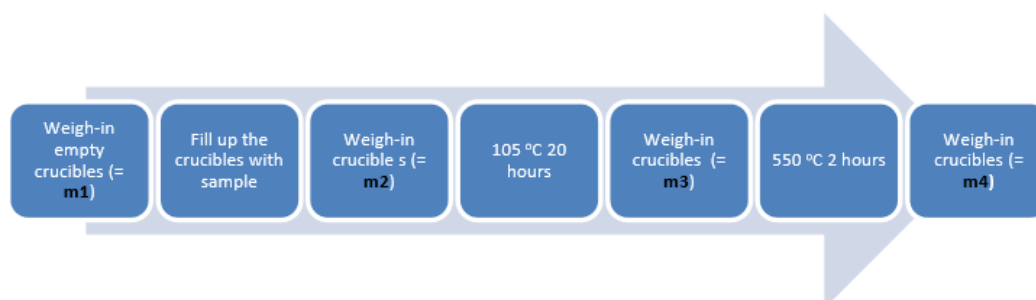 Weigh-in
empty
crucibles (=
m1)
Fill up the
crucibles with
sample
Weigh-in
crucible s (=
m2)
105 ºC 20
hours
Weigh-in
crucibles  (=
m3)
550 ºC 2 hours
Weigh-in
crucibles (=
m4)